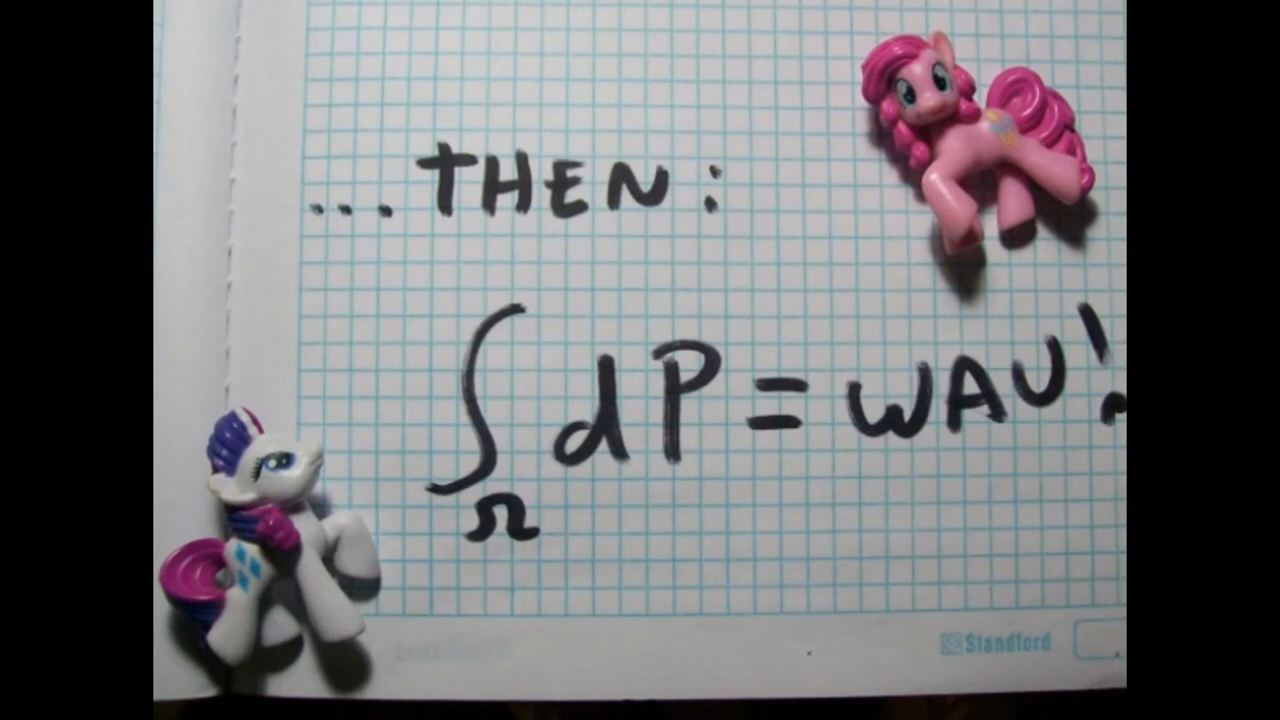 ... THEN:
∫_Ω dP = WAU!
Standford